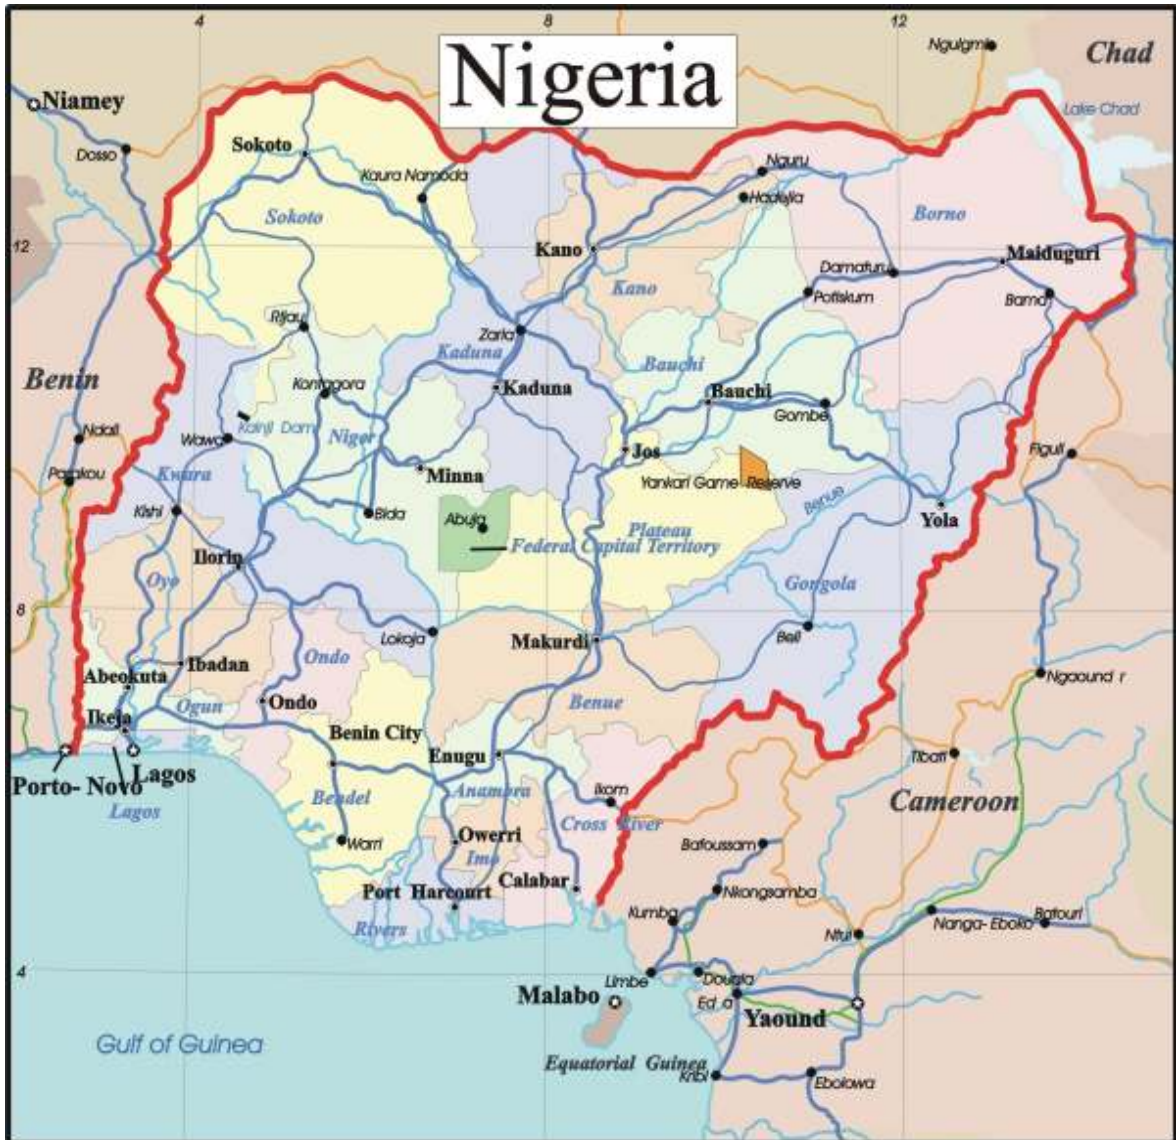 4
8
12
Nigeria
Ngulgmi
Chad
Niamey
Lake Chad
Dosso
Sokoto
Kaura Namoda
Nguru
Hadejia
Sokoto
Borno
12
Kano
Maiduguri
Damaturu
Kano
Potiskum
Bama
Rijau
Zaria
Kaduna
Bauchi
Benin
Kontagora
Kaduna
Bauchi
Gombe
Kainji Dam
Ndali
Wawa
Niger
Jos
Figuil
Parakou
Kwara
Minna
Yankari Game Reserve
Benue
Kishi
Bida
Abuja
Plateau
Yola
Federal Capital Territory
Ilorin
Oyo
Gongola
8
Lokoja
Makurdi
Bell
Ibadan
Ondo
Abeokuta
Ngaound r
Ogun
Ondo
Benue
Ikeja
Benin City
Enugu
Tibati
Porto- Novo
Lagos
Lagos
Bendel
Anambra
Ikom
Cameroon
Cross River
Warri
Owerri
Bafoussam
Imo
Port Harcourt
Calabar
Nkongsamba
Rivers
Kumba
Ntui
Nanga- Eboko
Batouri
4
Limbe
Douala
Malabo
Ed a
Yaound
Gulf of Guinea
Equatorial Guinea
Kribi
Ebolowa